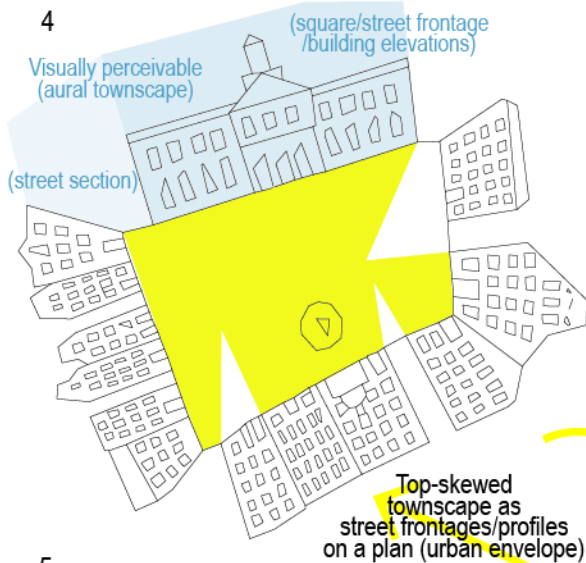 4
(square/street frontage
/building elevations)
Visually perceivable
(aural townscape)
(street section)
Top-skewed
townscape as
street frontages/profiles
on a plan (urban envelope)
5